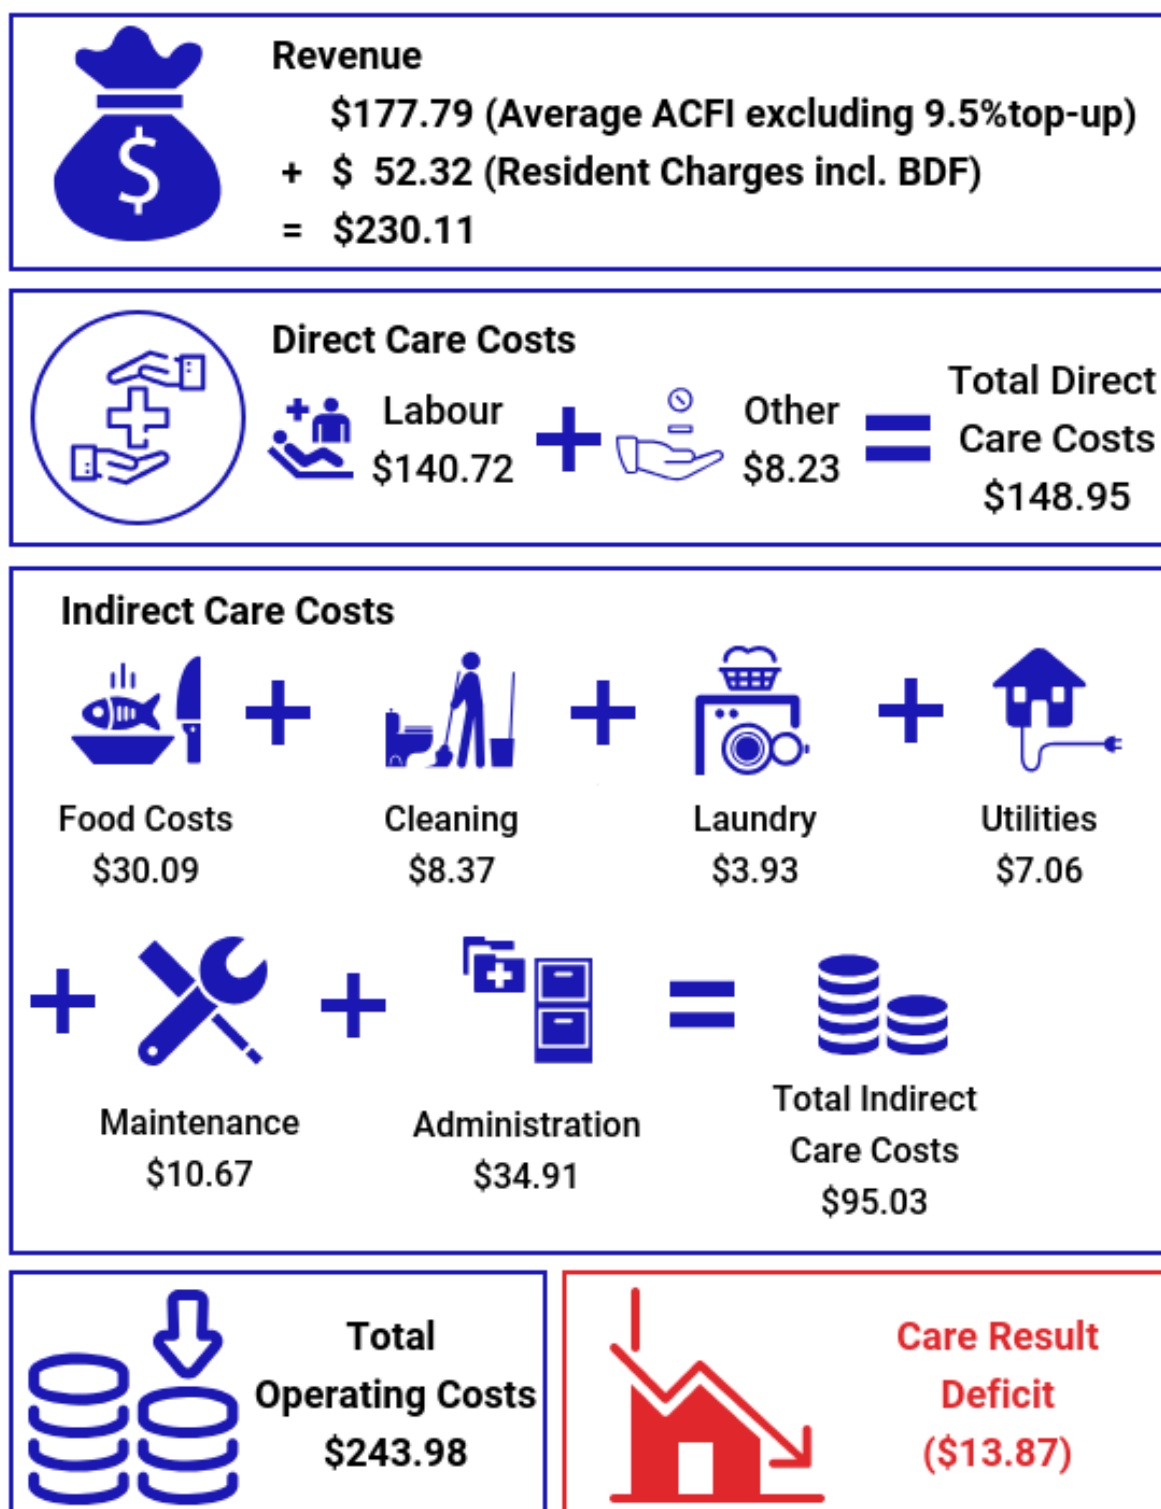 Revenue
$177.79 (Average ACFI excluding 9.5%top-up)
+ $ 52.32 (Resident Charges incl. BDF)
= $230.11
$
Direct Care Costs
Labour
$140.72
+
Other
$8.23
=
Total Direct
Care Costs
$148.95
Indirect Care Costs
Food Costs
$30.09
+
Cleaning
$8.37
+
Laundry
$3.93
+
Utilities
$7.06
+
Maintenance
$10.67
+
Administration
$34.91
=
Total Indirect
Care Costs
$95.03
Total
Operating Costs
$243.98
Care Result
Deficit
($13.87)